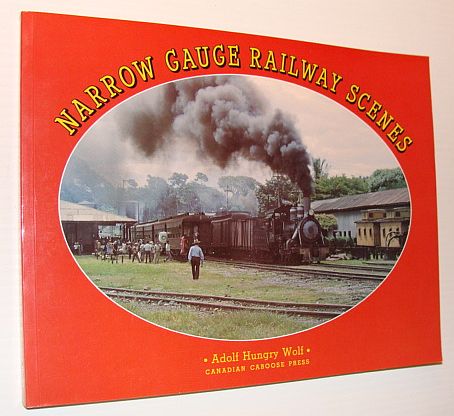 NARROW GAUGE RAILWAY SCENES
• Adolf Hungry Wolf •
CANADIAN CABOOSE PRESS